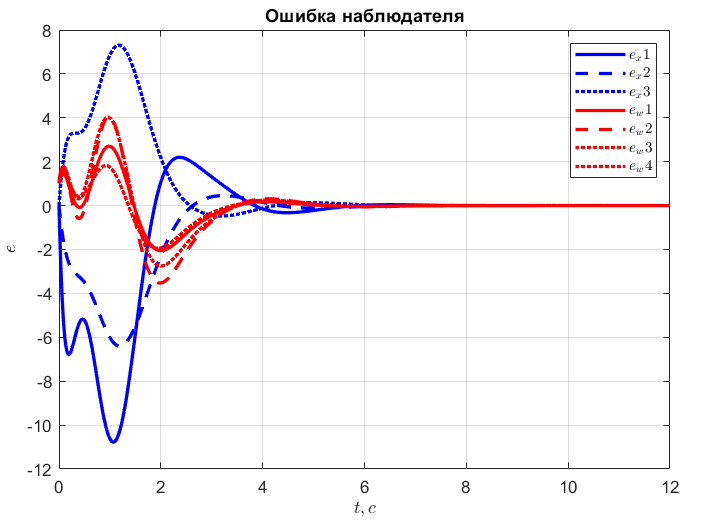 Ошибка наблюдателя
8
6
4
2
0
-2
-4
-6
-8
-10
-12
e
e_x1
e_x2
e_x3
e_w1
e_w2
e_w3
e_w4
0 2 4 6 8 10 12
t, c